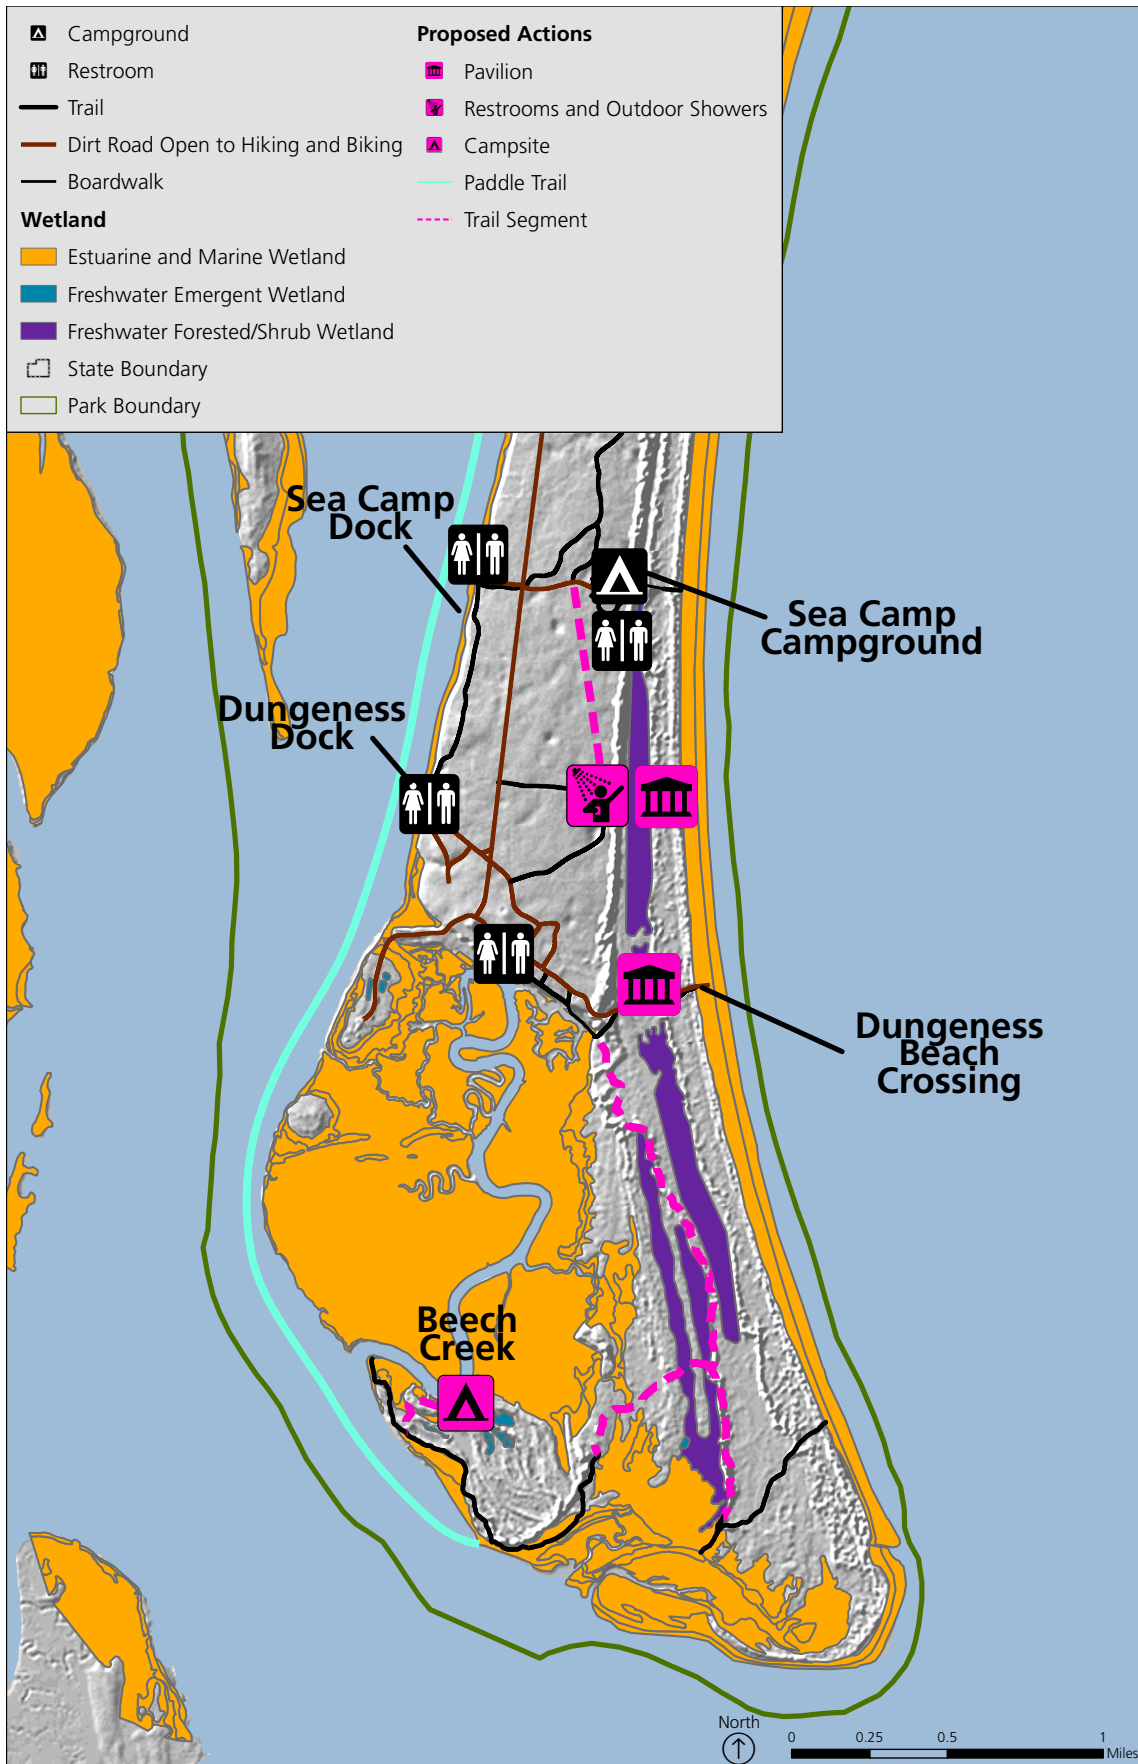 Campground
Restroom
Trail
Dirt Road Open to Hiking and Biking
Boardwalk
Wetland
Estuarine and Marine Wetland
Freshwater Emergent Wetland
Freshwater Forested/Shrub Wetland
State Boundary
Park Boundary
Proposed Actions
Pavilion
Restrooms and Outdoor Showers
Campsite
Paddle Trail
Trail Segment
Sea Camp
Dock
Sea Camp
Campground
Dungeness
Dock
Dungeness
Beach
Crossing
Beech
Creek
North
0 0.25 0.5 1
Miles